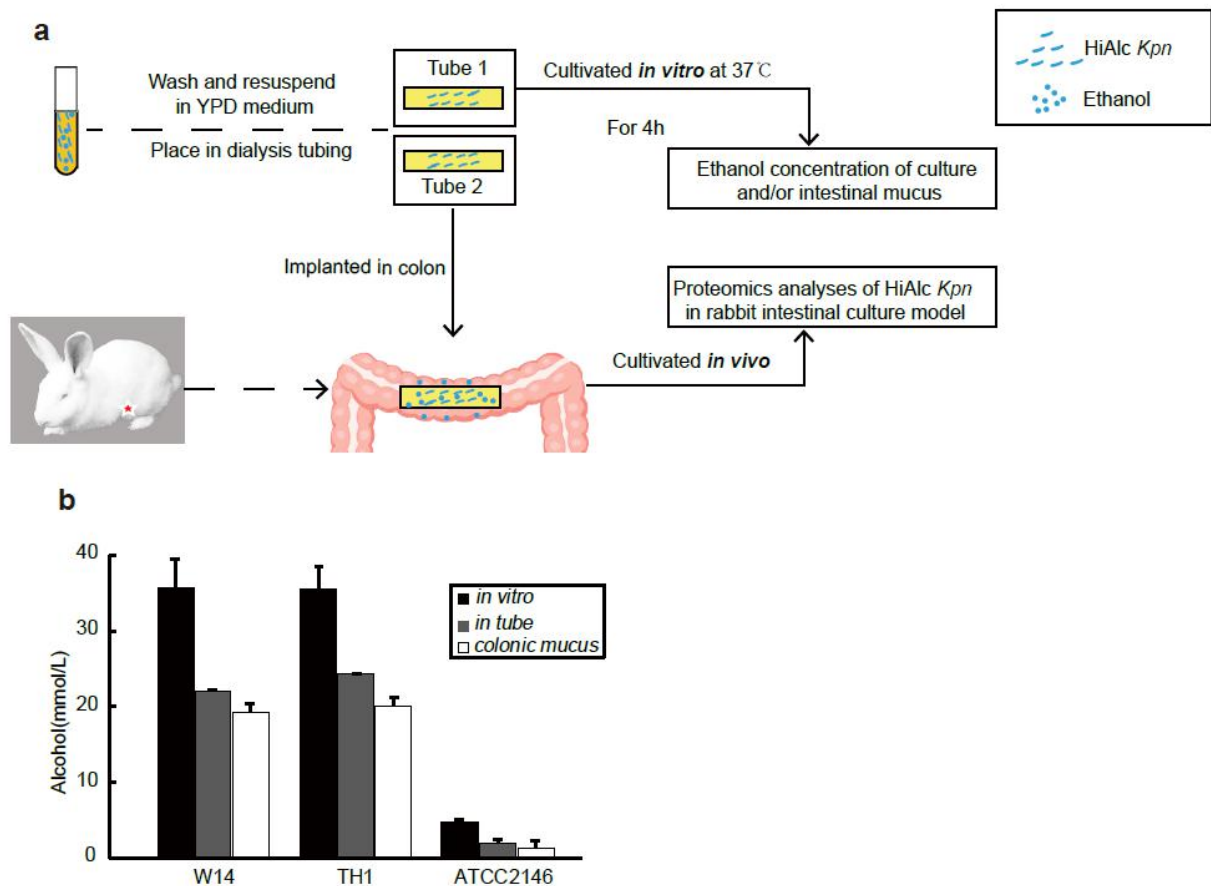 a
Wash and resuspend
in YPD medium
Place in dialysis tubing
Tube 1
Tube 2
Cultivated in vitro at 37℃
For 4h
Ethanol concentration of culture
and/or intestinal mucus
HiAlc Kpn
Ethanol
Implanted in colon
Cultivated in vivo
Proteomics analyses of HiAlc Kpn
in rabbit intestinal culture model
b
Alcohol(mmol/L)
40
30
20
10
0
in vitro
in tube
colonic mucus
W14
TH1
ATCC2146